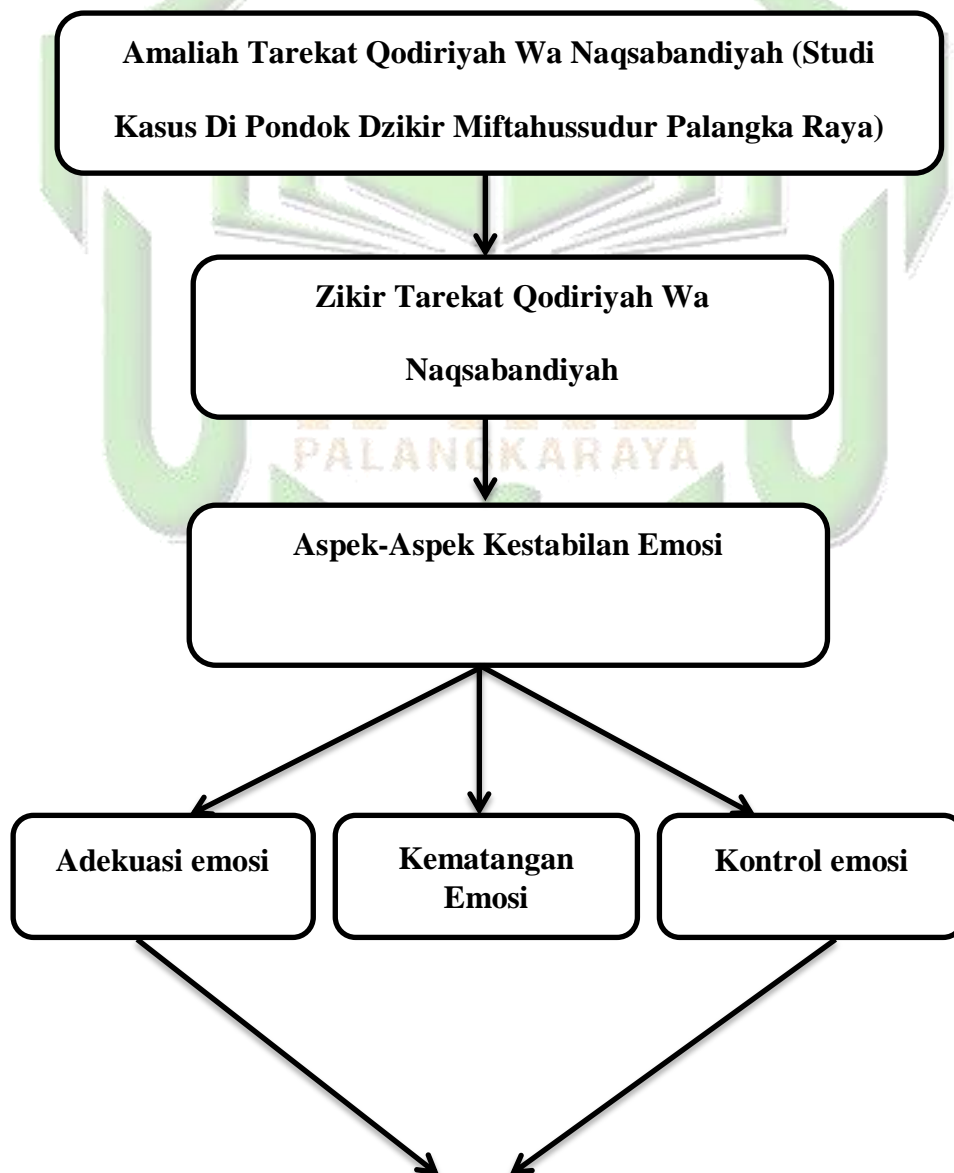 Amaliah Tarekat Qodiriyah Wa Naqsabandiyah (Studi
Kasus Di Pondok Dzikir Miftahussudur Palangka Raya)
Zikir Tarekat Qodiriyah Wa
Naqsabandiyah
PALANGKARAYA
Aspek-Aspek Kestabilan Emosi
Adekuasi emosi
Kematangan
Emosi
Kontrol emosi